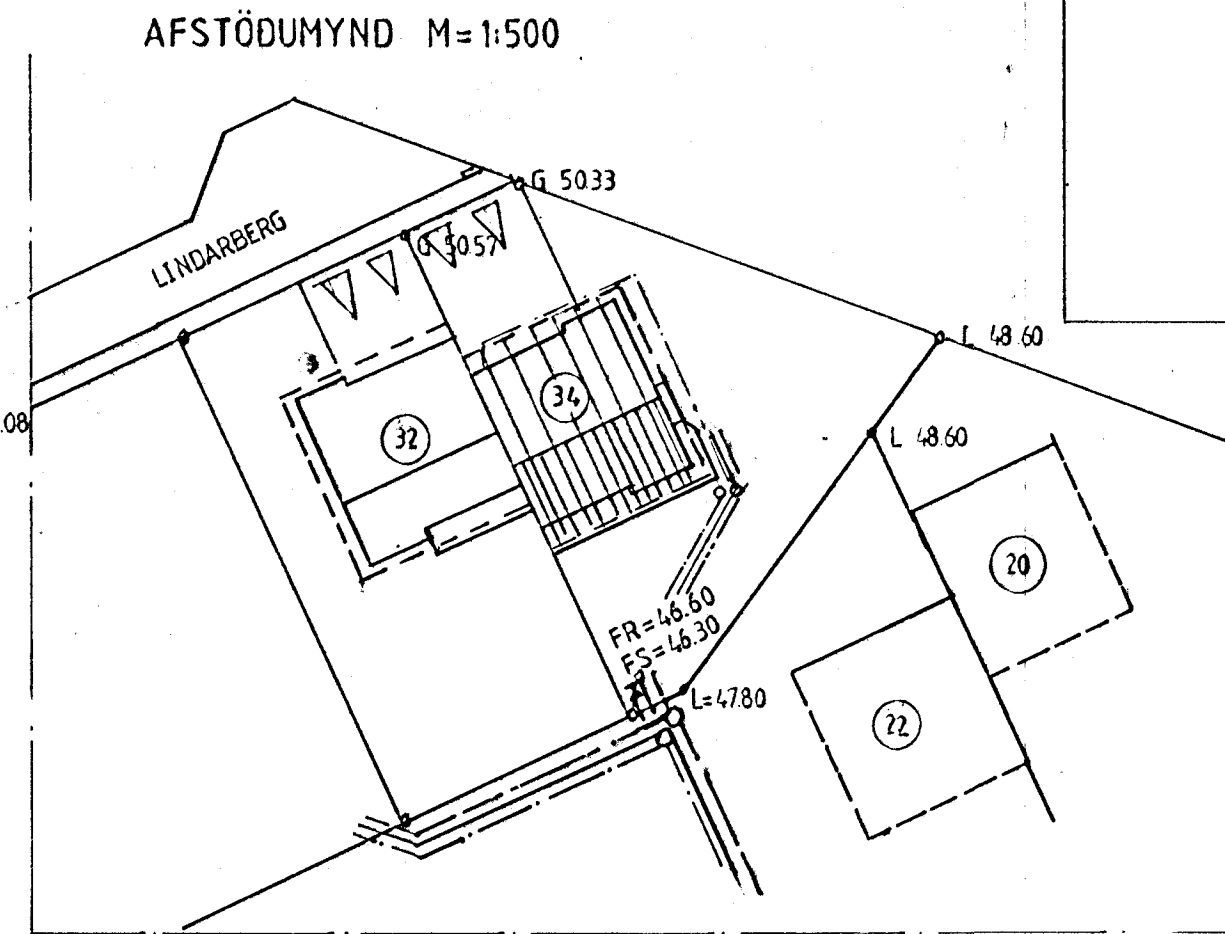 AFSTÖÐUMYND M=1:500
G 50.33
LINDARBERG
G 50.57
L 48.60
34
.08
32
L 48.60
20
FR=46.60
FS=46.30
L=47.80
22